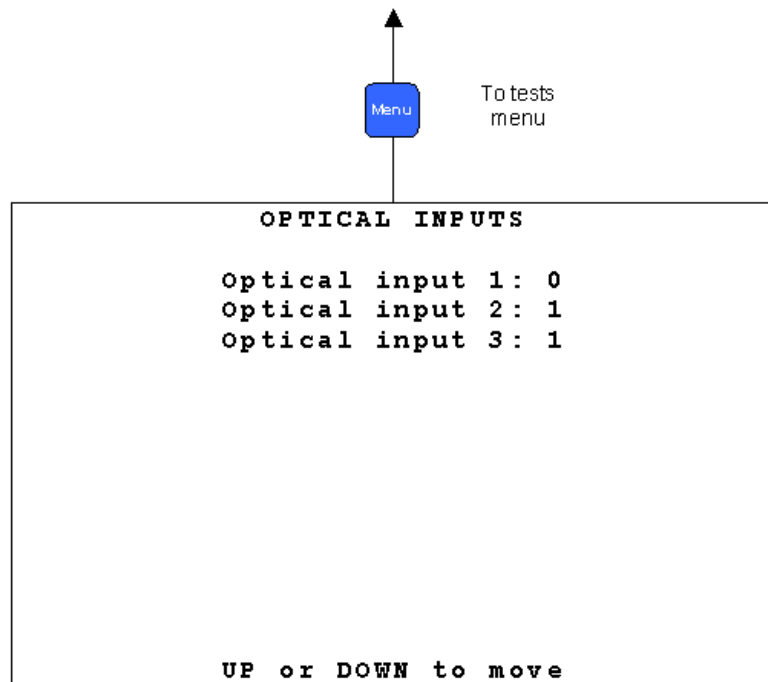 Menu
To tests
menu
OPTICAL INPUTS
Optical input 1: 0
Optical input 2: 1
Optical input 3: 1
UP or DOWN to move